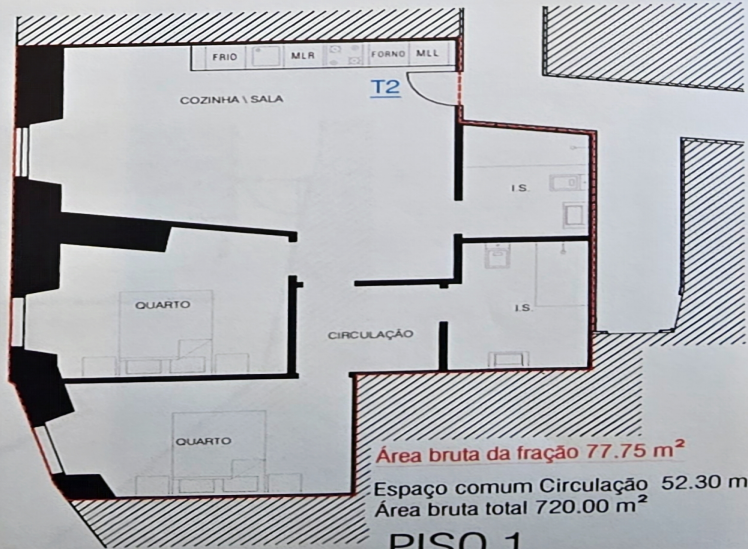 FRIO MLR FORNO MLL
T2
COZINHA \ SALA
I.S.
QUARTO
I.S.
CIRCULAÇÃO
QUARTO
Área bruta da fração 77.75 m²
Espaço comum Circulação 52.30 m
Área bruta total 720.00 m²
PISO 1